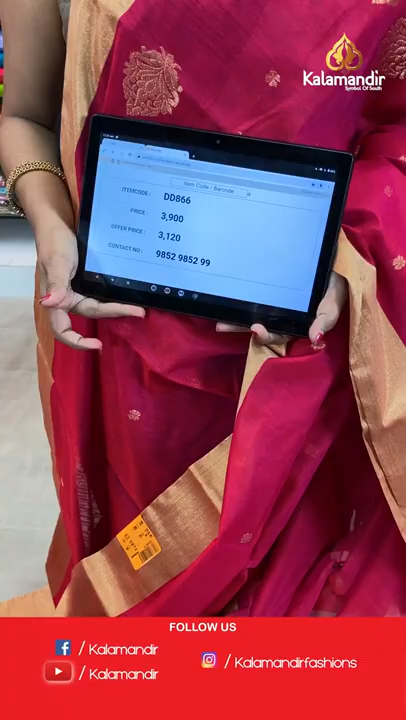 Kalamandir
Symbol Of South
Item Code / Barcode
ITEMCODE : DD866
PRICE : 3,900
OFFER PRICE : 3,120
CONTACT NO : 9852 9852 99
FOLLOW US
/ Kalamandir
/ Kalamandir
/ Kalamandirfashions